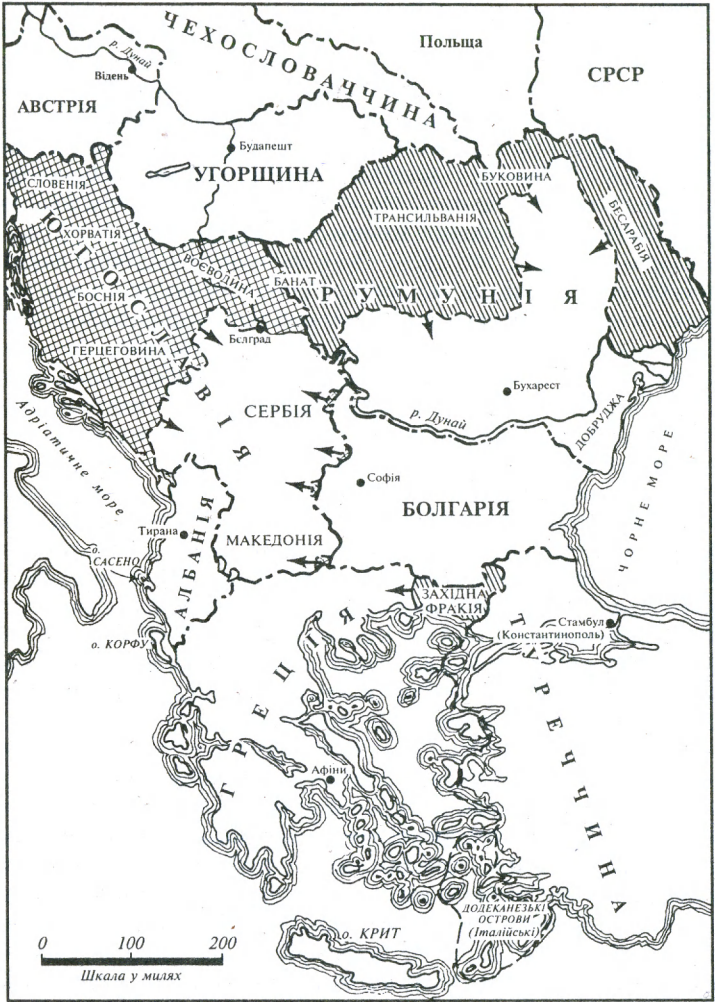 р. Дунай
ЧЕХОСЛОВАЧЧИНА
Польща
СРСР
Відень
АВСТРІЯ
Будапешт
УГОРЩИНА
СЛОВЕНІЯ
БУКОВИНА
ТРАНСИЛЬВАНІЯ
БЕСАРАБІЯ
ХОРВАТІЯ
ЮГОСЛАВІЯ
ВОЄВОДИНА
БАНАТ
РУМУНІЯ
БОСНІЯ
Бєлґрад
ГЕРЦЕГОВИНА
Бухарест
СЕРБІЯ
р. Дунай
ДОБРУДЖА
Адріатичне море
Софія
БОЛГАРІЯ
ЧОРНЕ МОРЕ
Тирана
МАКЕДОНІЯ
АЛБАНІЯ
о.
САСЕНО
ЗАХІДНА
ФРАКІЯ
Стамбул
(Константинополь)
о. КОРФУ
ГРЕЦІЯ
ТУРЕЧЧИНА
Афіни
ДОДЕКАНЕЗЬКІ
ОСТРОВИ
(Італійські)
о. КРИТ
0 100 200
Шкала у милях